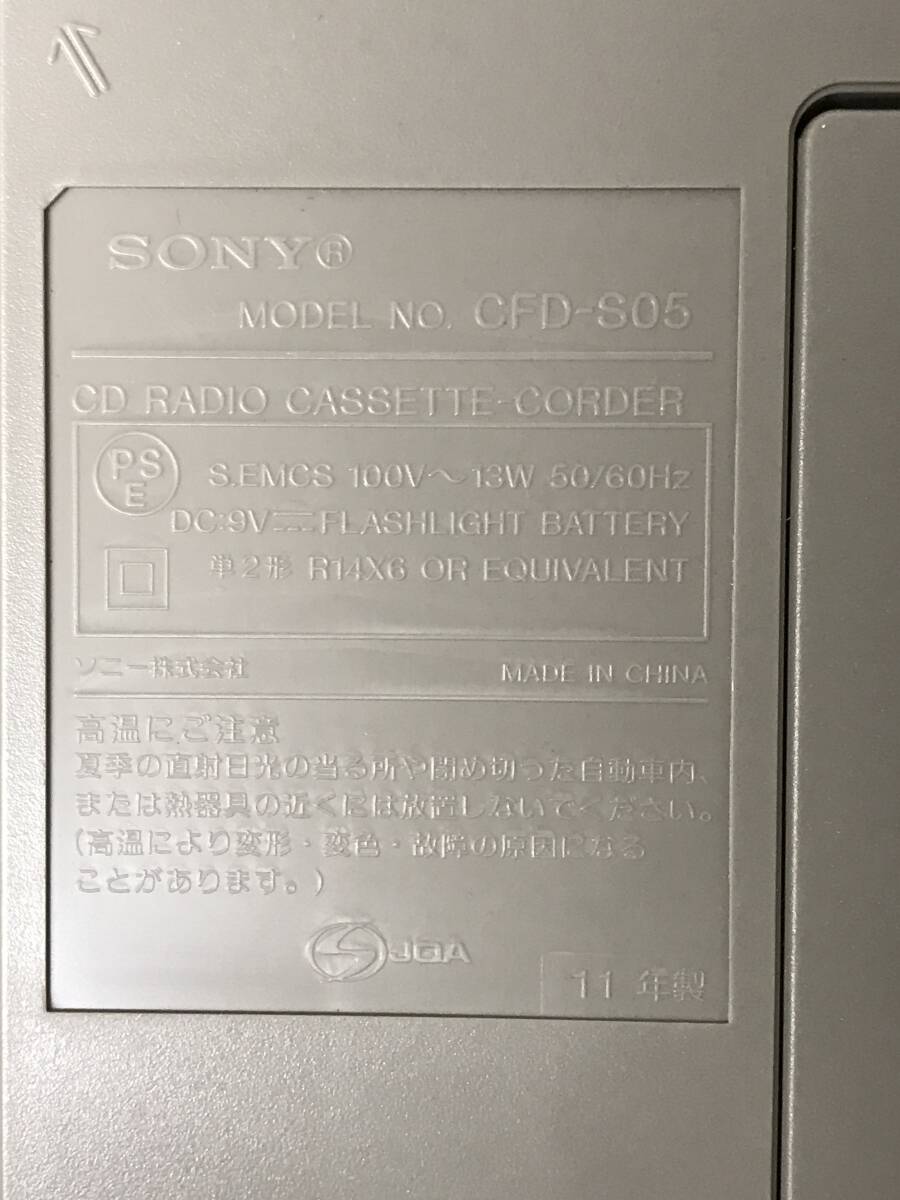 SONY®
MODEL NO. CFD-S05
CD RADIO CASSETTE-CORDER
PS
E
S.EMCS 100V～13W 50/60Hz
DC:9V⎓FLASHLIGHT BATTERY
単2形 R14X6 OR EQUIVALENT
ソニー株式会社 MADE IN CHINA
高温にご注意
夏季の直射日光の当る所や閉め切った自動車内、
または熱器具の近くには放置しないでください。
(高温により変形・変色・故障の原因になる
ことがあります。)
S JQA
11 年製